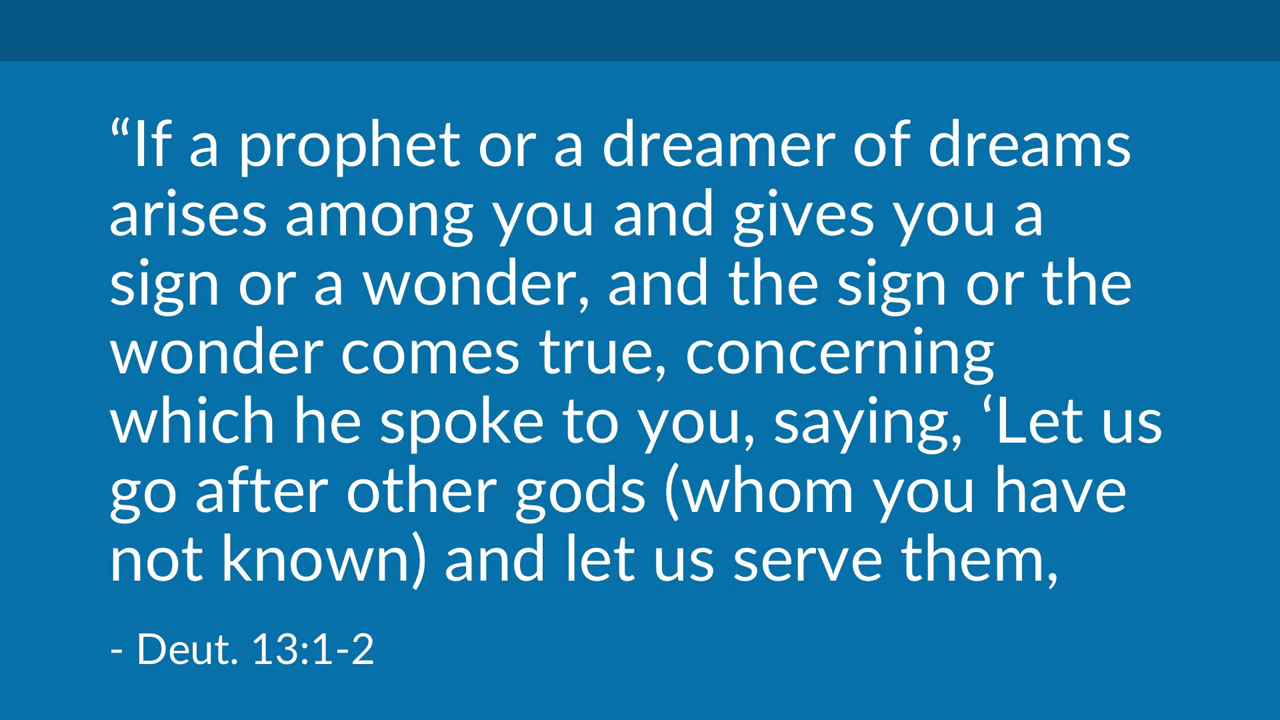 “If a prophet or a dreamer of dreams
arises among you and gives you a
sign or a wonder, and the sign or the
wonder comes true, concerning
which he spoke to you, saying, ‘Let us
go after other gods (whom you have
not known) and let us serve them,
- Deut. 13:1-2